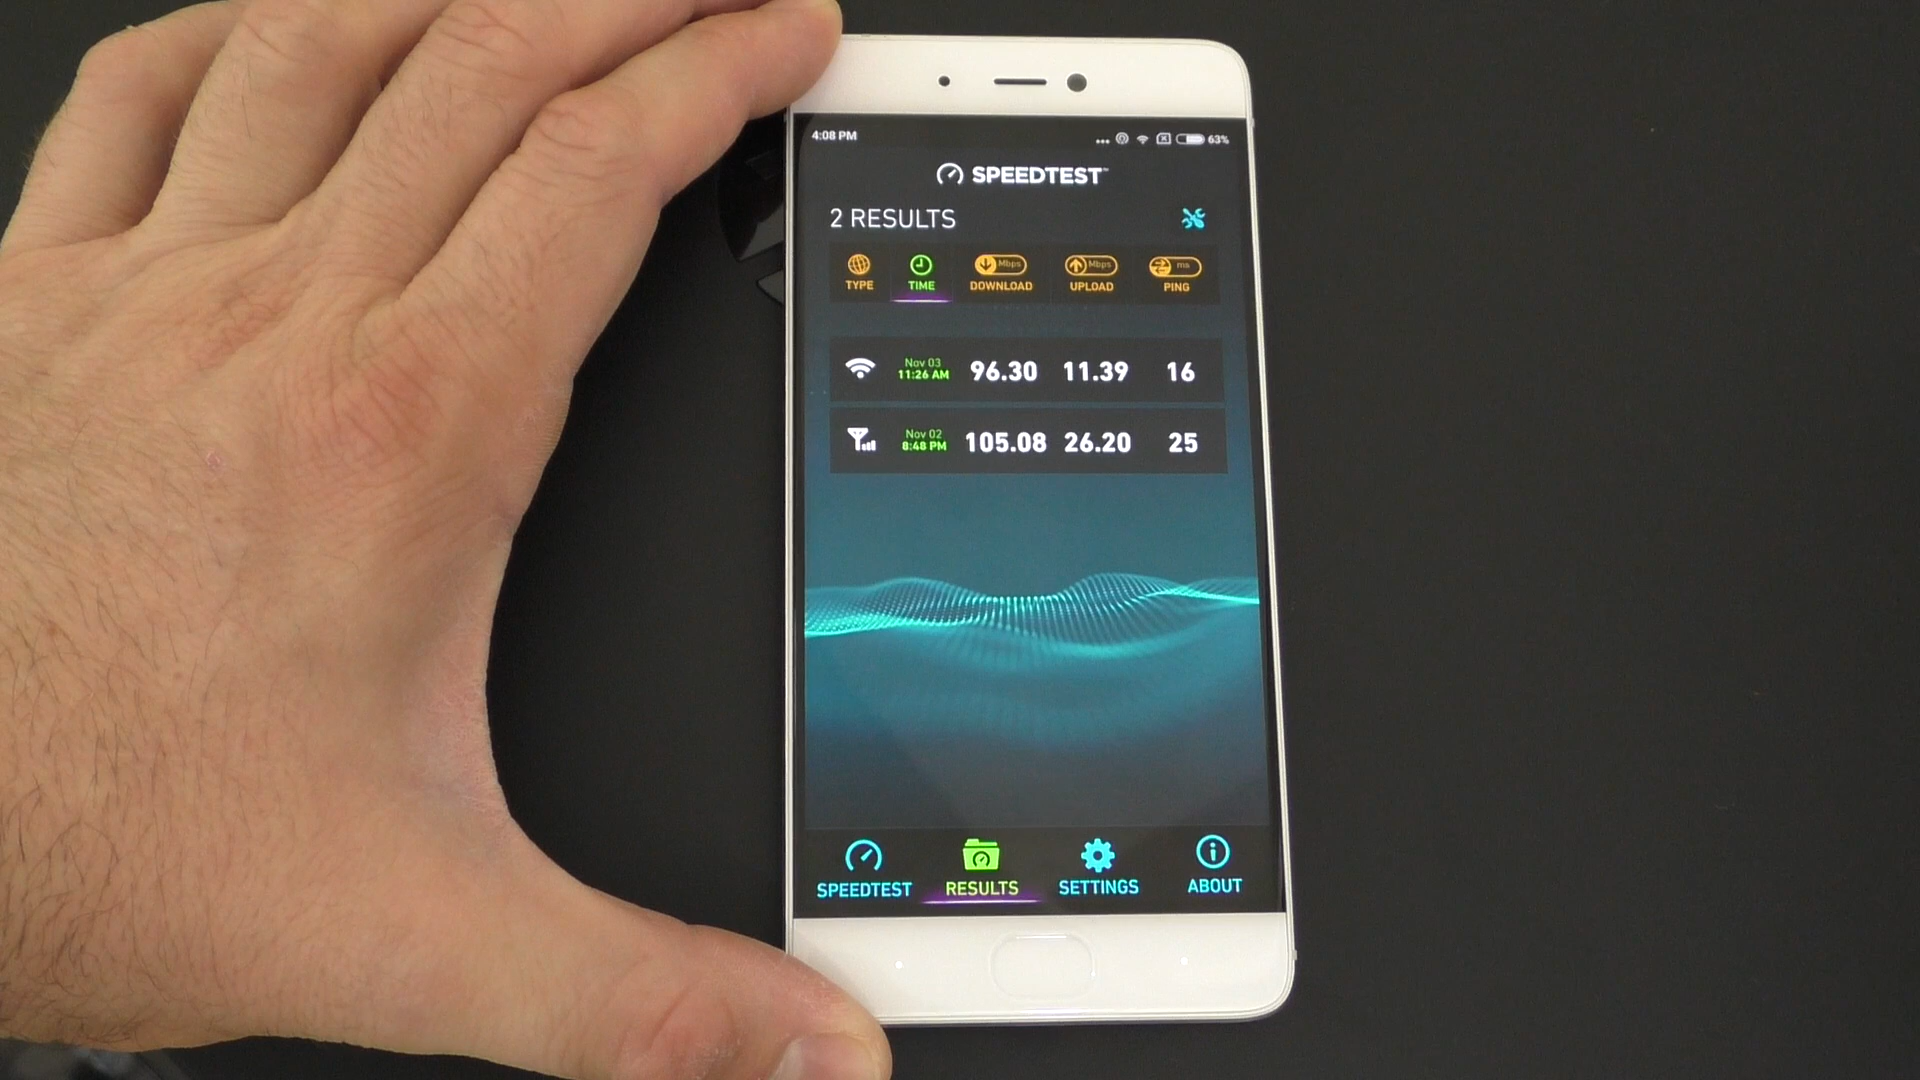 4:08 PM 63%
SPEEDTEST™
2 RESULTS
Mbps Mbps ms
TYPE TIME DOWNLOAD UPLOAD PING
Nov 03
11:26 AM 96.30 11.39 16
Nov 02
8:48 PM 105.08 26.20 25
SPEEDTEST RESULTS SETTINGS ABOUT